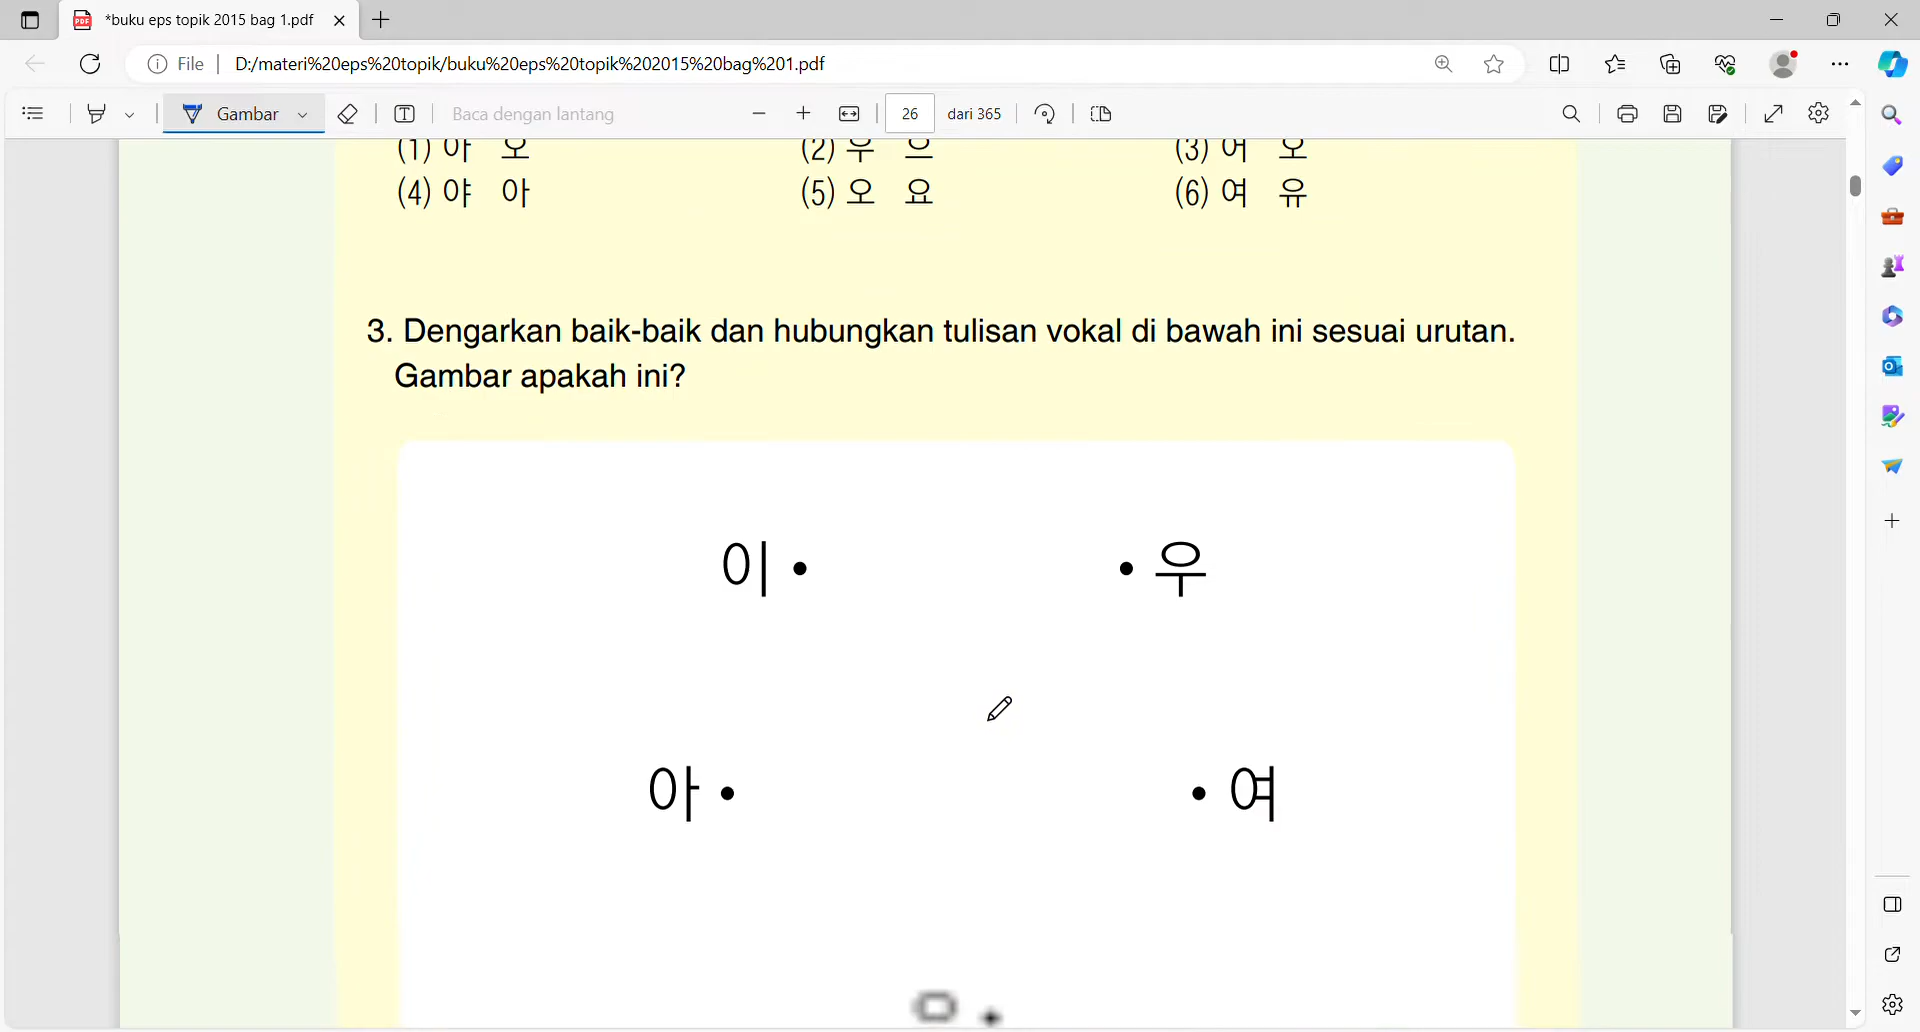 *buku eps topik 2015 bag 1.pdf
File D:/materi%20eps%20topik/buku%20eps%20topik%202015%20bag%201.pdf
Gambar T Baca dengan lantang 26 dari 365
(1) 아 오 (2) 우 으 (3) 어 오
(4) 야 아 (5) 오 요 (6) 여 유
3. Dengarkan baik-baik dan hubungkan tulisan vokal di bawah ini sesuai urutan.
Gambar apakah ini?
이 • • 우
아 • • 여